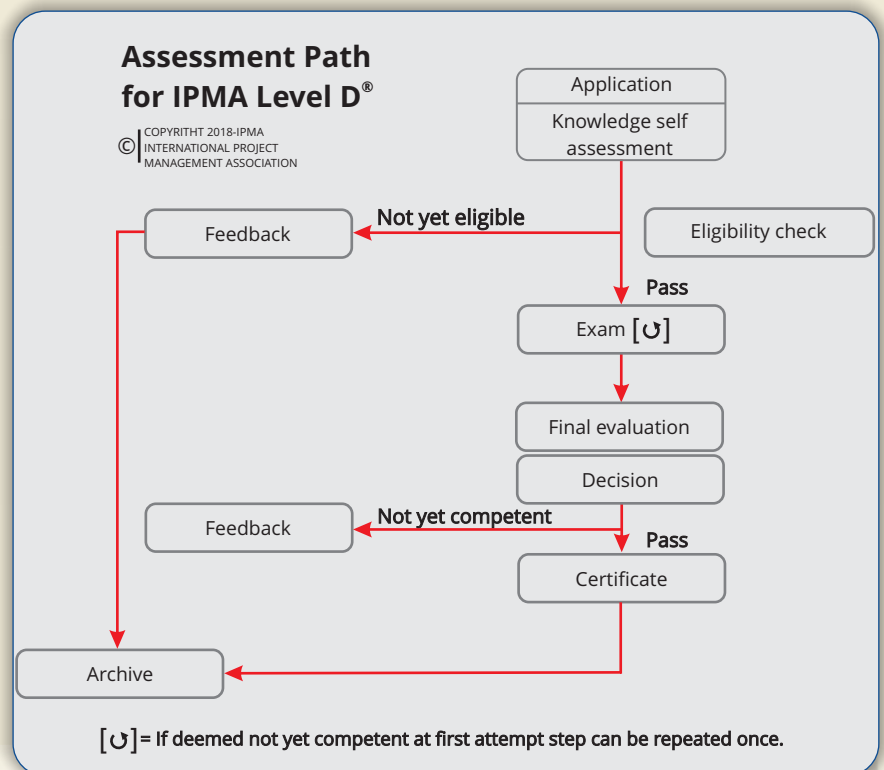 Assessment Path
for IPMA Level D®
© COPYRITHT 2018-IPMA
INTERNATIONAL PROJECT
MANAGEMENT ASSOCIATION
Application
Knowledge self
assessment
Not yet eligible
Feedback
Eligibility check
Pass
Exam [↺]
Final evaluation
Decision
Not yet competent
Feedback
Pass
Certificate
Archive
[↺]= If deemed not yet competent at first attempt step can be repeated once.